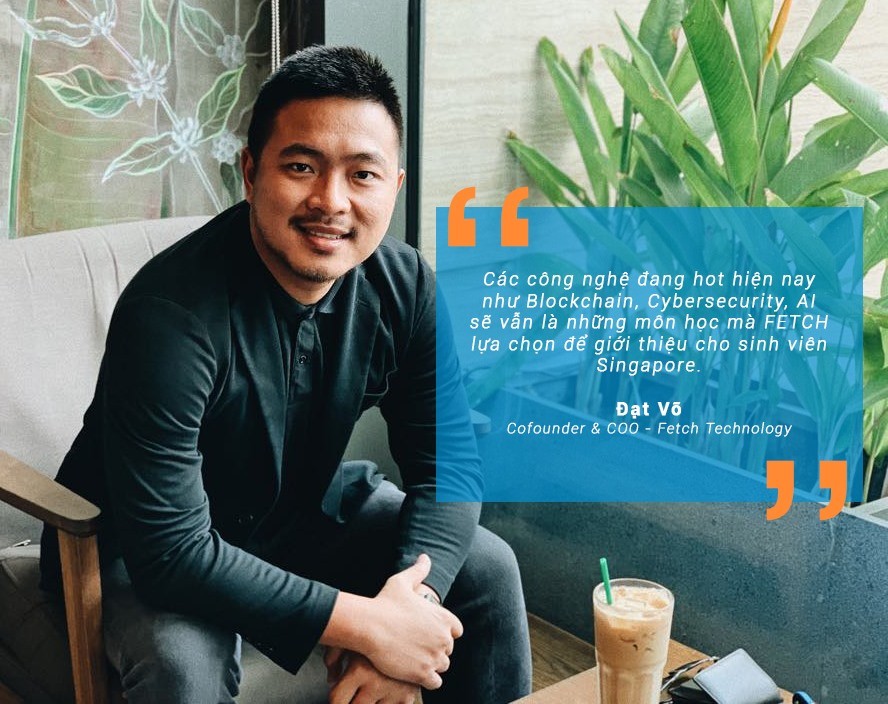 Các công nghệ đang hot hiện nay
như Blockchain, Cybersecurity, AI
sẽ vẫn là những môn học mà FETCH
lựa chọn để giới thiệu cho sinh viên
Singapore.
Đạt Võ
Cofounder & COO - Fetch Technology